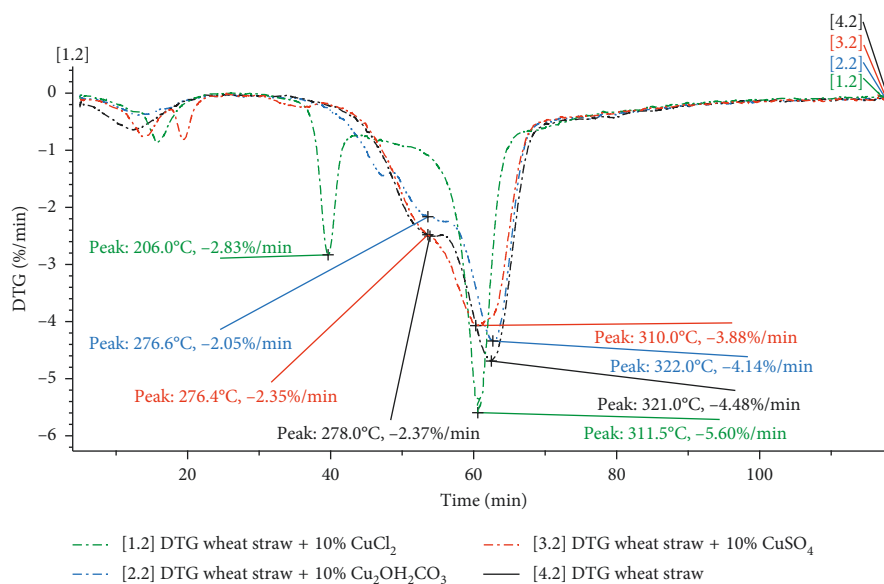 [4.2]
[3.2]
[2.2]
[1.2]
[1.2]
0
–1
–2
–3
–4
–5
–6
DTG (%/min)
Peak: 206.0°C, –2.83%/min
Peak: 276.6°C, –2.05%/min
Peak: 276.4°C, –2.35%/min
Peak: 278.0°C, –2.37%/min
Peak: 310.0°C, –3.88%/min
Peak: 322.0°C, –4.14%/min
Peak: 321.0°C, –4.48%/min
Peak: 311.5°C, –5.60%/min
20 40 60 80 100
Time (min)
[1.2] DTG wheat straw + 10% CuCl₂
[2.2] DTG wheat straw + 10% Cu₂OH₂CO₃
[3.2] DTG wheat straw + 10% CuSO₄
[4.2] DTG wheat straw